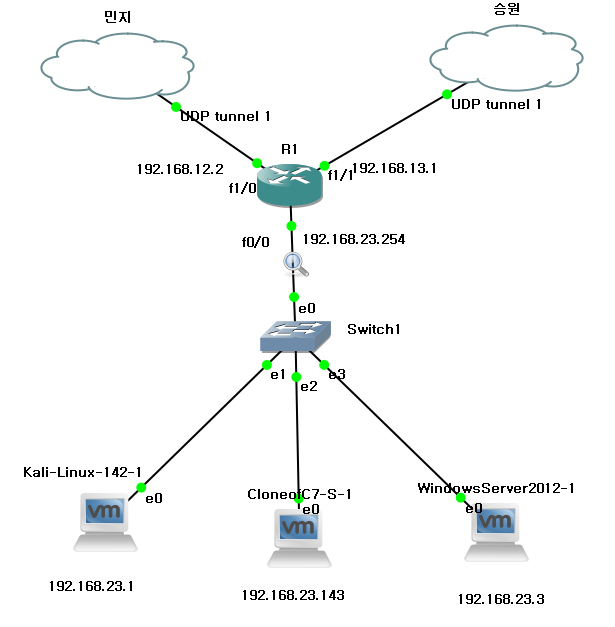 민지
승원
UDP tunnel 1
UDP tunnel 1
R1
192.168.12.2
f1/1
192.168.13.1
f1/0
f0/0
192.168.23.254
e0
Switch1
e1
e2
e3
Kali-Linux-142-1
e0
CloneofC7-S-1
e0
WindowsServer2012-1
e0
vm
vm
vm
192.168.23.1
192.168.23.143
192.168.23.3